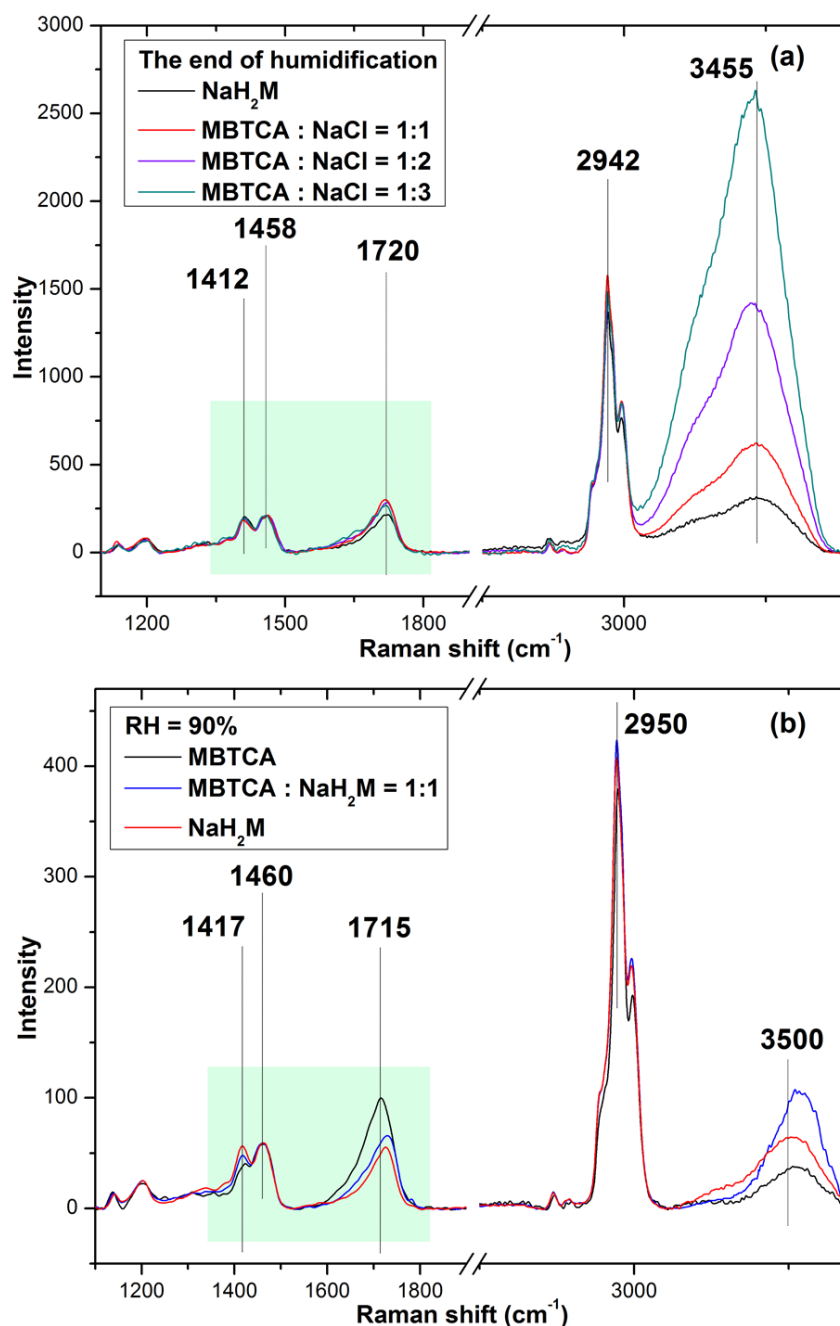 3000
(a)
The end of humidification
NaH₂M
MBTCA : NaCl = 1:1
MBTCA : NaCl = 1:2
MBTCA : NaCl = 1:3
3455
2500
2942
2000
1458
1720
1412
1500
1000
500
0
Intensity
1200 1500 1800 3000
Raman shift (cm⁻¹)
RH = 90%
MBTCA
MBTCA : NaH₂M = 1:1
NaH₂M
2950
(b)
400
1460
1417
1715
300
200
3500
100
0
Intensity
1200 1400 1600 1800 3000
Raman shift (cm⁻¹)